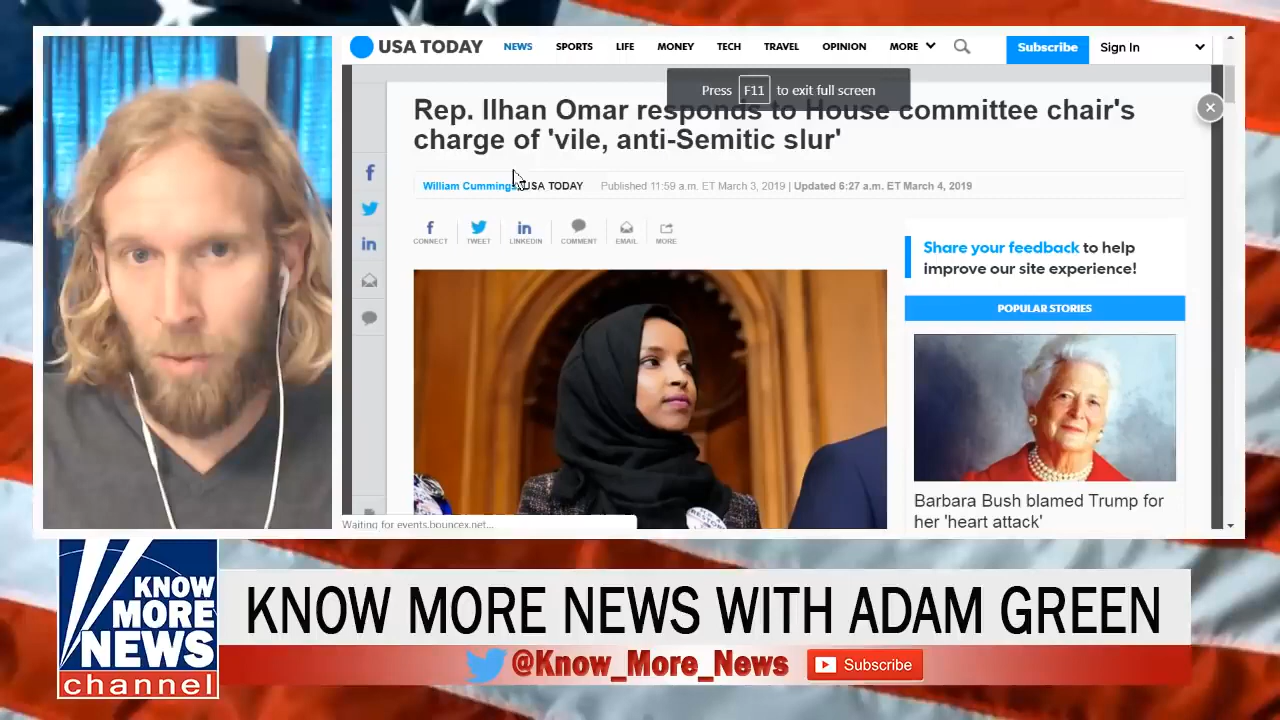 USA TODAY NEWS SPORTS LIFE MONEY TECH TRAVEL OPINION MORE Subscribe Sign In
Press F11 to exit full screen
Rep. Ilhan Omar responds to House committee chair's
charge of 'vile, anti-Semitic slur'
William Cummings, USA TODAY Published 11:59 a.m. ET March 3, 2019 | Updated 6:27 a.m. ET March 4, 2019
CONNECT TWEET LINKEDIN COMMENT EMAIL MORE
Share your feedback to help
improve our site experience!
POPULAR STORIES
Barbara Bush blamed Trump for
her 'heart attack'
Waiting for events.bouncex.net...
KNOW
MORE
NEWS
channel
KNOW MORE NEWS WITH ADAM GREEN
@Know_More_News Subscribe